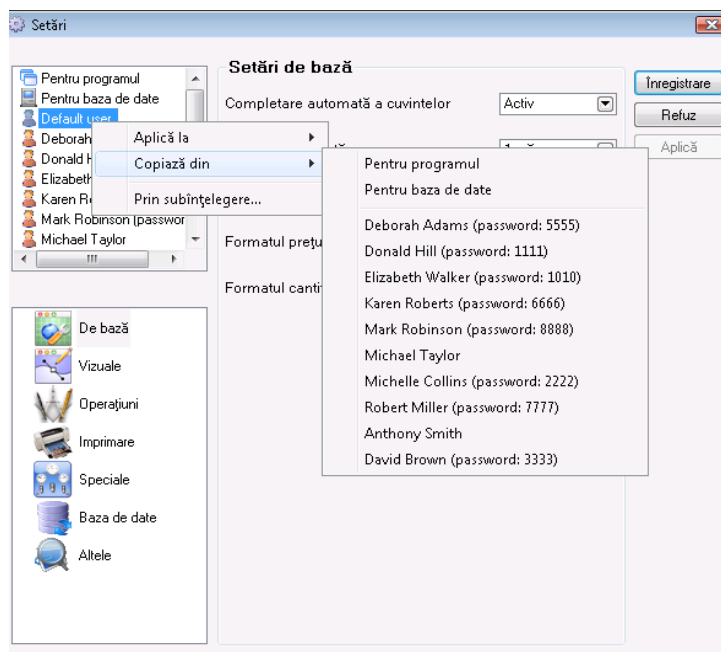 Setări
Pentru programul
Pentru baza de date
Default user
Deborah
Donald H
Elizabeth
Karen R
Mark Robinson (passwor
Michael Taylor
Aplică la
Copiază din
Prin subînţelegere...
Pentru programul
Pentru baza de date
Deborah Adams (password: 5555)
Donald Hill (password: 1111)
Elizabeth Walker (password: 1010)
Karen Roberts (password: 6666)
Mark Robinson (password: 8888)
Michael Taylor
Michelle Collins (password: 2222)
Robert Miller (password: 7777)
Anthony Smith
David Brown (password: 3333)
De bază
Vizuale
Operaţiuni
Imprimare
Speciale
Baza de date
Altele
Setări de bază
Completare automată a cuvintelor
Activ
Formatul preţu
Formatul canti
Înregistrare
Refuz
Aplică